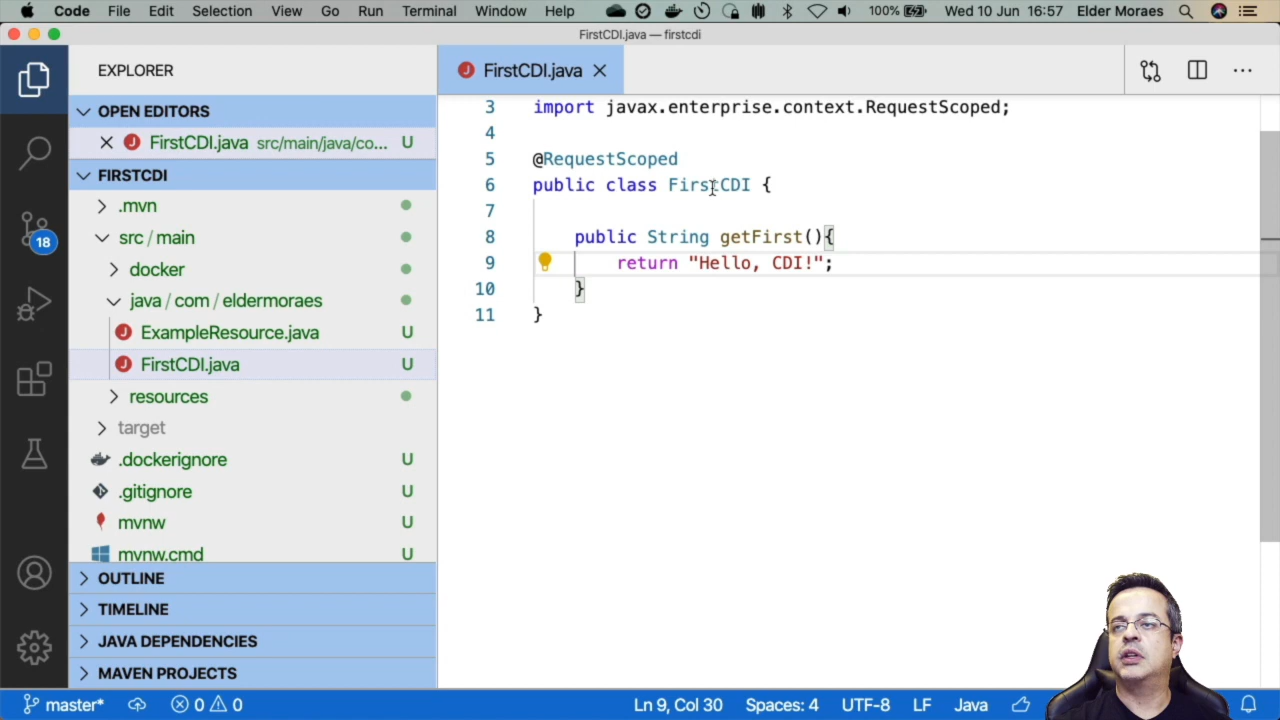 Code File Edit Selection View Go Run Terminal Window Help 100% Wed 10 Jun 16:57 Elder Moraes
FirstCDI.java — firstcdi
EXPLORER
OPEN EDITORS
FirstCDI.java src/main/java/co... U
FIRSTCDI
.mvn
src / main
docker
java / com / eldermoraes
ExampleResource.java U
FirstCDI.java U
resources
target
.dockerignore U
.gitignore U
mvnw U
mvnw.cmd U
OUTLINE
TIMELINE
JAVA DEPENDENCIES
MAVEN PROJECTS
18
FirstCDI.java
3 import javax.enterprise.context.RequestScoped;
4
5 @RequestScoped
6 public class FirstCDI {
7
8 public String getFirst(){
9 return "Hello, CDI!";
10 }
11 }
master* 0 0 Ln 9, Col 30 Spaces: 4 UTF-8 LF Java